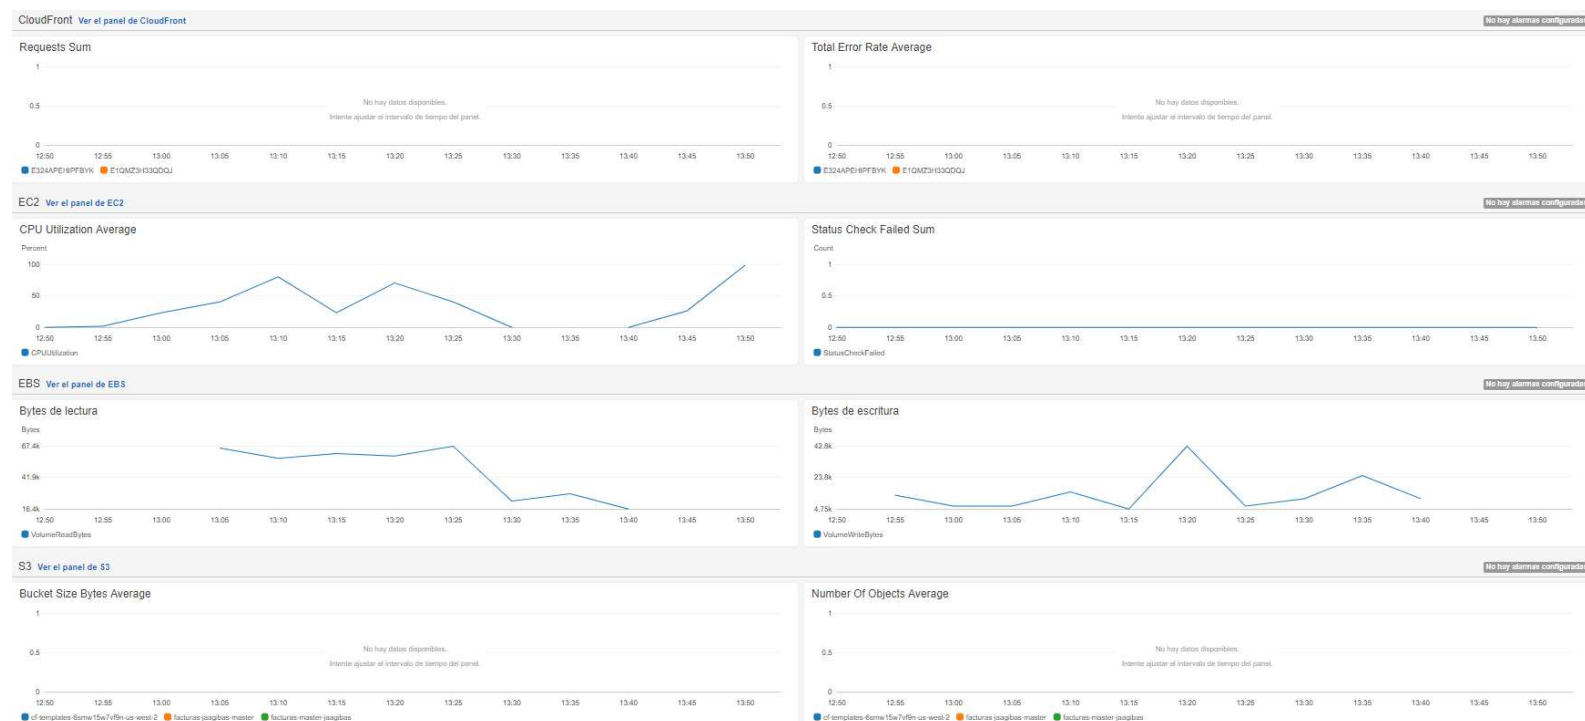 CloudFront Ver el panel de CloudFront
No hay alarmas configuradas
Requests Sum
1
0.5
0
No hay datos disponibles.
Intente ajustar el intervalo de tiempo del panel.
12:50 12:55 13:00 13:05 13:10 13:15 13:20 13:25 13:30 13:35 13:40 13:45 13:50
E324APEHIPFBYK E1QMZ3H33QDQJ
Total Error Rate Average
1
0.5
0
No hay datos disponibles.
Intente ajustar el intervalo de tiempo del panel.
12:50 12:55 13:00 13:05 13:10 13:15 13:20 13:25 13:30 13:35 13:40 13:45 13:50
E324APEHIPFBYK E1QMZ3H33QDQJ
EC2 Ver el panel de EC2
No hay alarmas configuradas
CPU Utilization Average
Percent
100
50
0
12:50 12:55 13:00 13:05 13:10 13:15 13:20 13:25 13:30 13:35 13:40 13:45 13:50
CPUUtilization
Status Check Failed Sum
Count
1
0.5
0
12:50 12:55 13:00 13:05 13:10 13:15 13:20 13:25 13:30 13:35 13:40 13:45 13:50
StatusCheckFailed
EBS Ver el panel de EBS
No hay alarmas configuradas
Bytes de lectura
Bytes
67.4k
41.9k
16.4k
12:50 12:55 13:00 13:05 13:10 13:15 13:20 13:25 13:30 13:35 13:40 13:45 13:50
VolumeReadBytes
Bytes de escritura
Bytes
42.8k
23.8k
4.75k
12:50 12:55 13:00 13:05 13:10 13:15 13:20 13:25 13:30 13:35 13:40 13:45 13:50
VolumeWriteBytes
S3 Ver el panel de S3
No hay alarmas configuradas
Bucket Size Bytes Average
1
0.5
0
No hay datos disponibles.
Intente ajustar el intervalo de tiempo del panel.
12:50 12:55 13:00 13:05 13:10 13:15 13:20 13:25 13:30 13:35 13:40 13:45 13:50
cf-templates-6smw15w7vf9n-us-west-2 facturas-jaagibas-master facturas-master-jaagibas
Number Of Objects Average
1
0.5
0
No hay datos disponibles.
Intente ajustar el intervalo de tiempo del panel.
12:50 12:55 13:00 13:05 13:10 13:15 13:20 13:25 13:30 13:35 13:40 13:45 13:50
cf-templates-6smw15w7vf9n-us-west-2 facturas-jaagibas-master facturas-master-jaagibas